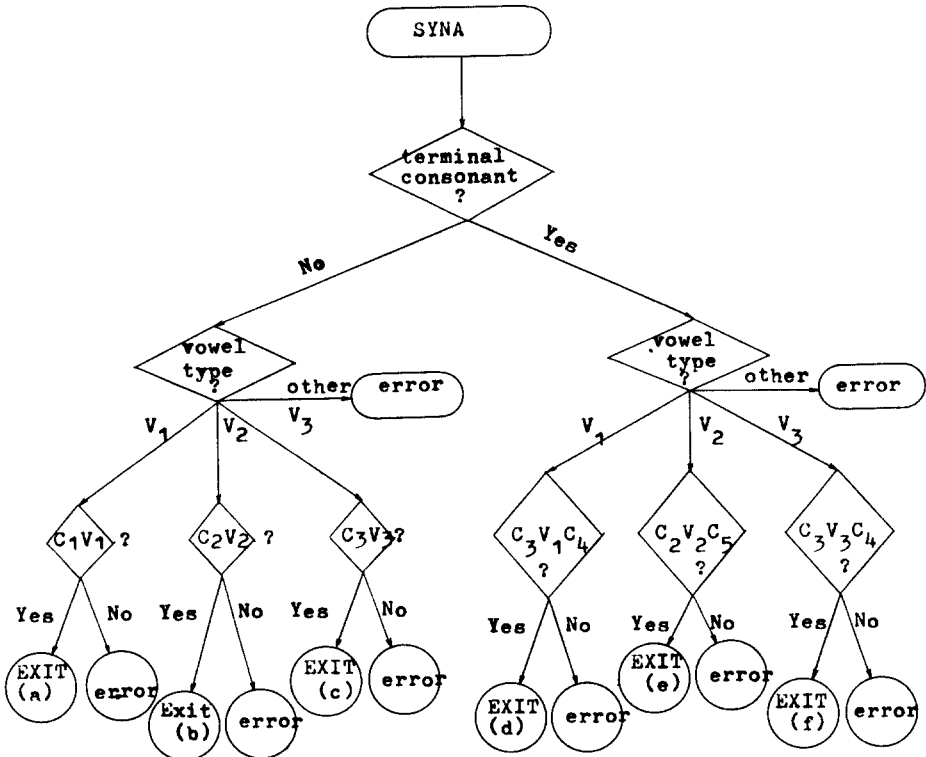 SYNA
terminal
consonant
?
No
Yes
vowel
type
?
other
error
vowel
type
?
other
error
V1
V2
V3
V1
V2
V3
C1V1 ?
C2V2 ?
C3V3?
C3V1C4
?
C2V2C5
?
C3V3C4
?
Yes
No
Yes
No
Yes
No
Yes
No
Yes
No
Yes
No
EXIT
(a)
error
Exit
(b)
error
EXIT
(c)
error
EXIT
(d)
error
EXIT
(e)
error
EXIT
(f)
error